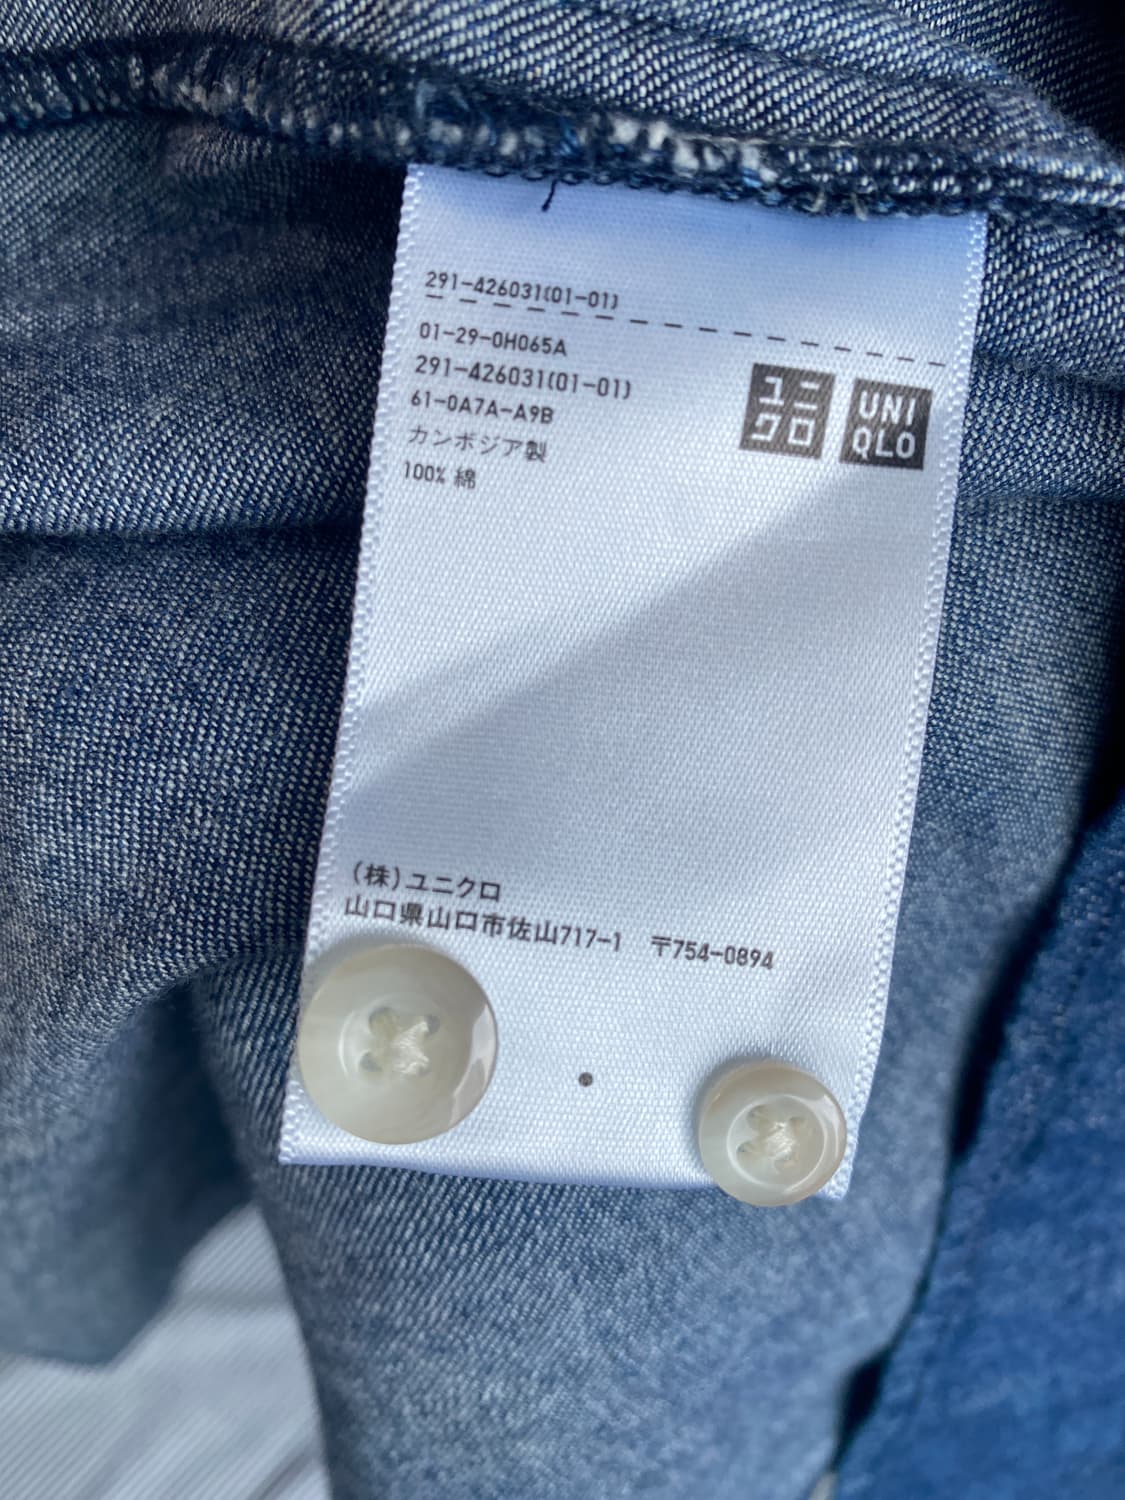 291-426031(01-01)
01-29-0H065A
291-426031(01-01)
61-0A7A-A9B
カンボジア製
100% 綿
ユニ
クロ
UNI
QLO
(株)ユニクロ
山口県山口市佐山717-1 〒754-0894